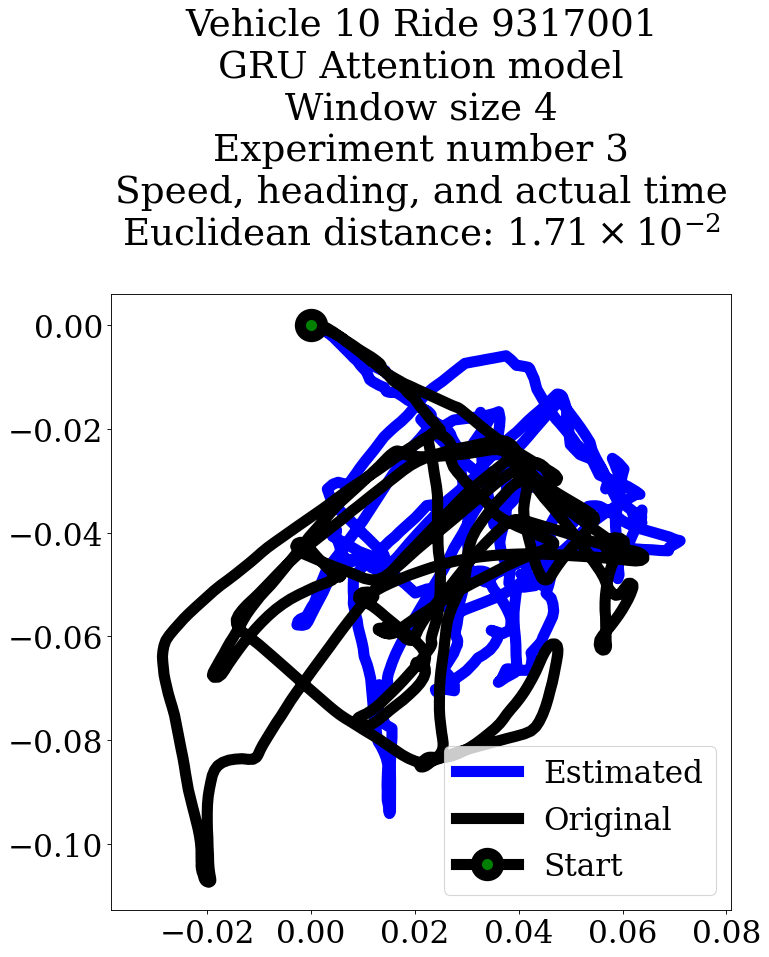 Vehicle 10 Ride 9317001
GRU Attention model
Window size 4
Experiment number 3
Speed, heading, and actual time
Euclidean distance: 1.71 × 10⁻²
0.00
−0.02
−0.04
−0.06
−0.08
−0.10
Estimated
Original
Start
−0.02 0.00 0.02 0.04 0.06 0.08